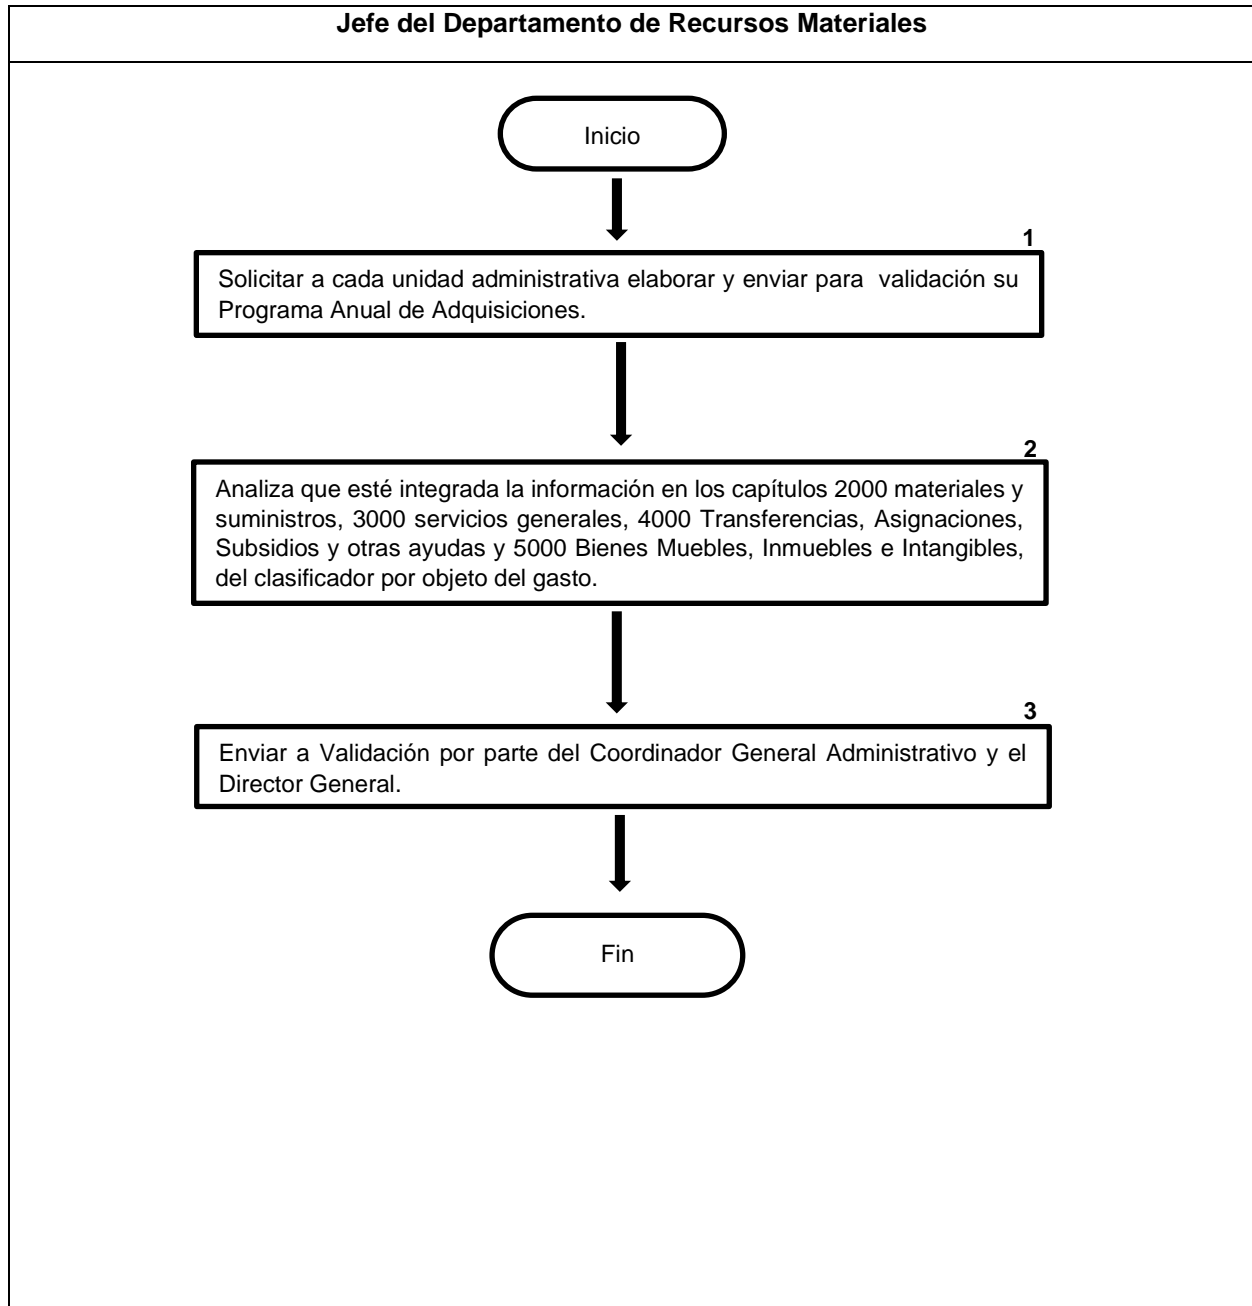 Jefe del Departamento de Recursos Materiales
Inicio
1
Solicitar a cada unidad administrativa elaborar y enviar para validación su
Programa Anual de Adquisiciones.
2
Analiza que esté integrada la información en los capítulos 2000 materiales y
suministros, 3000 servicios generales, 4000 Transferencias, Asignaciones,
Subsidios y otras ayudas y 5000 Bienes Muebles, Inmuebles e Intangibles,
del clasificador por objeto del gasto.
3
Enviar a Validación por parte del Coordinador General Administrativo y el
Director General.
Fin